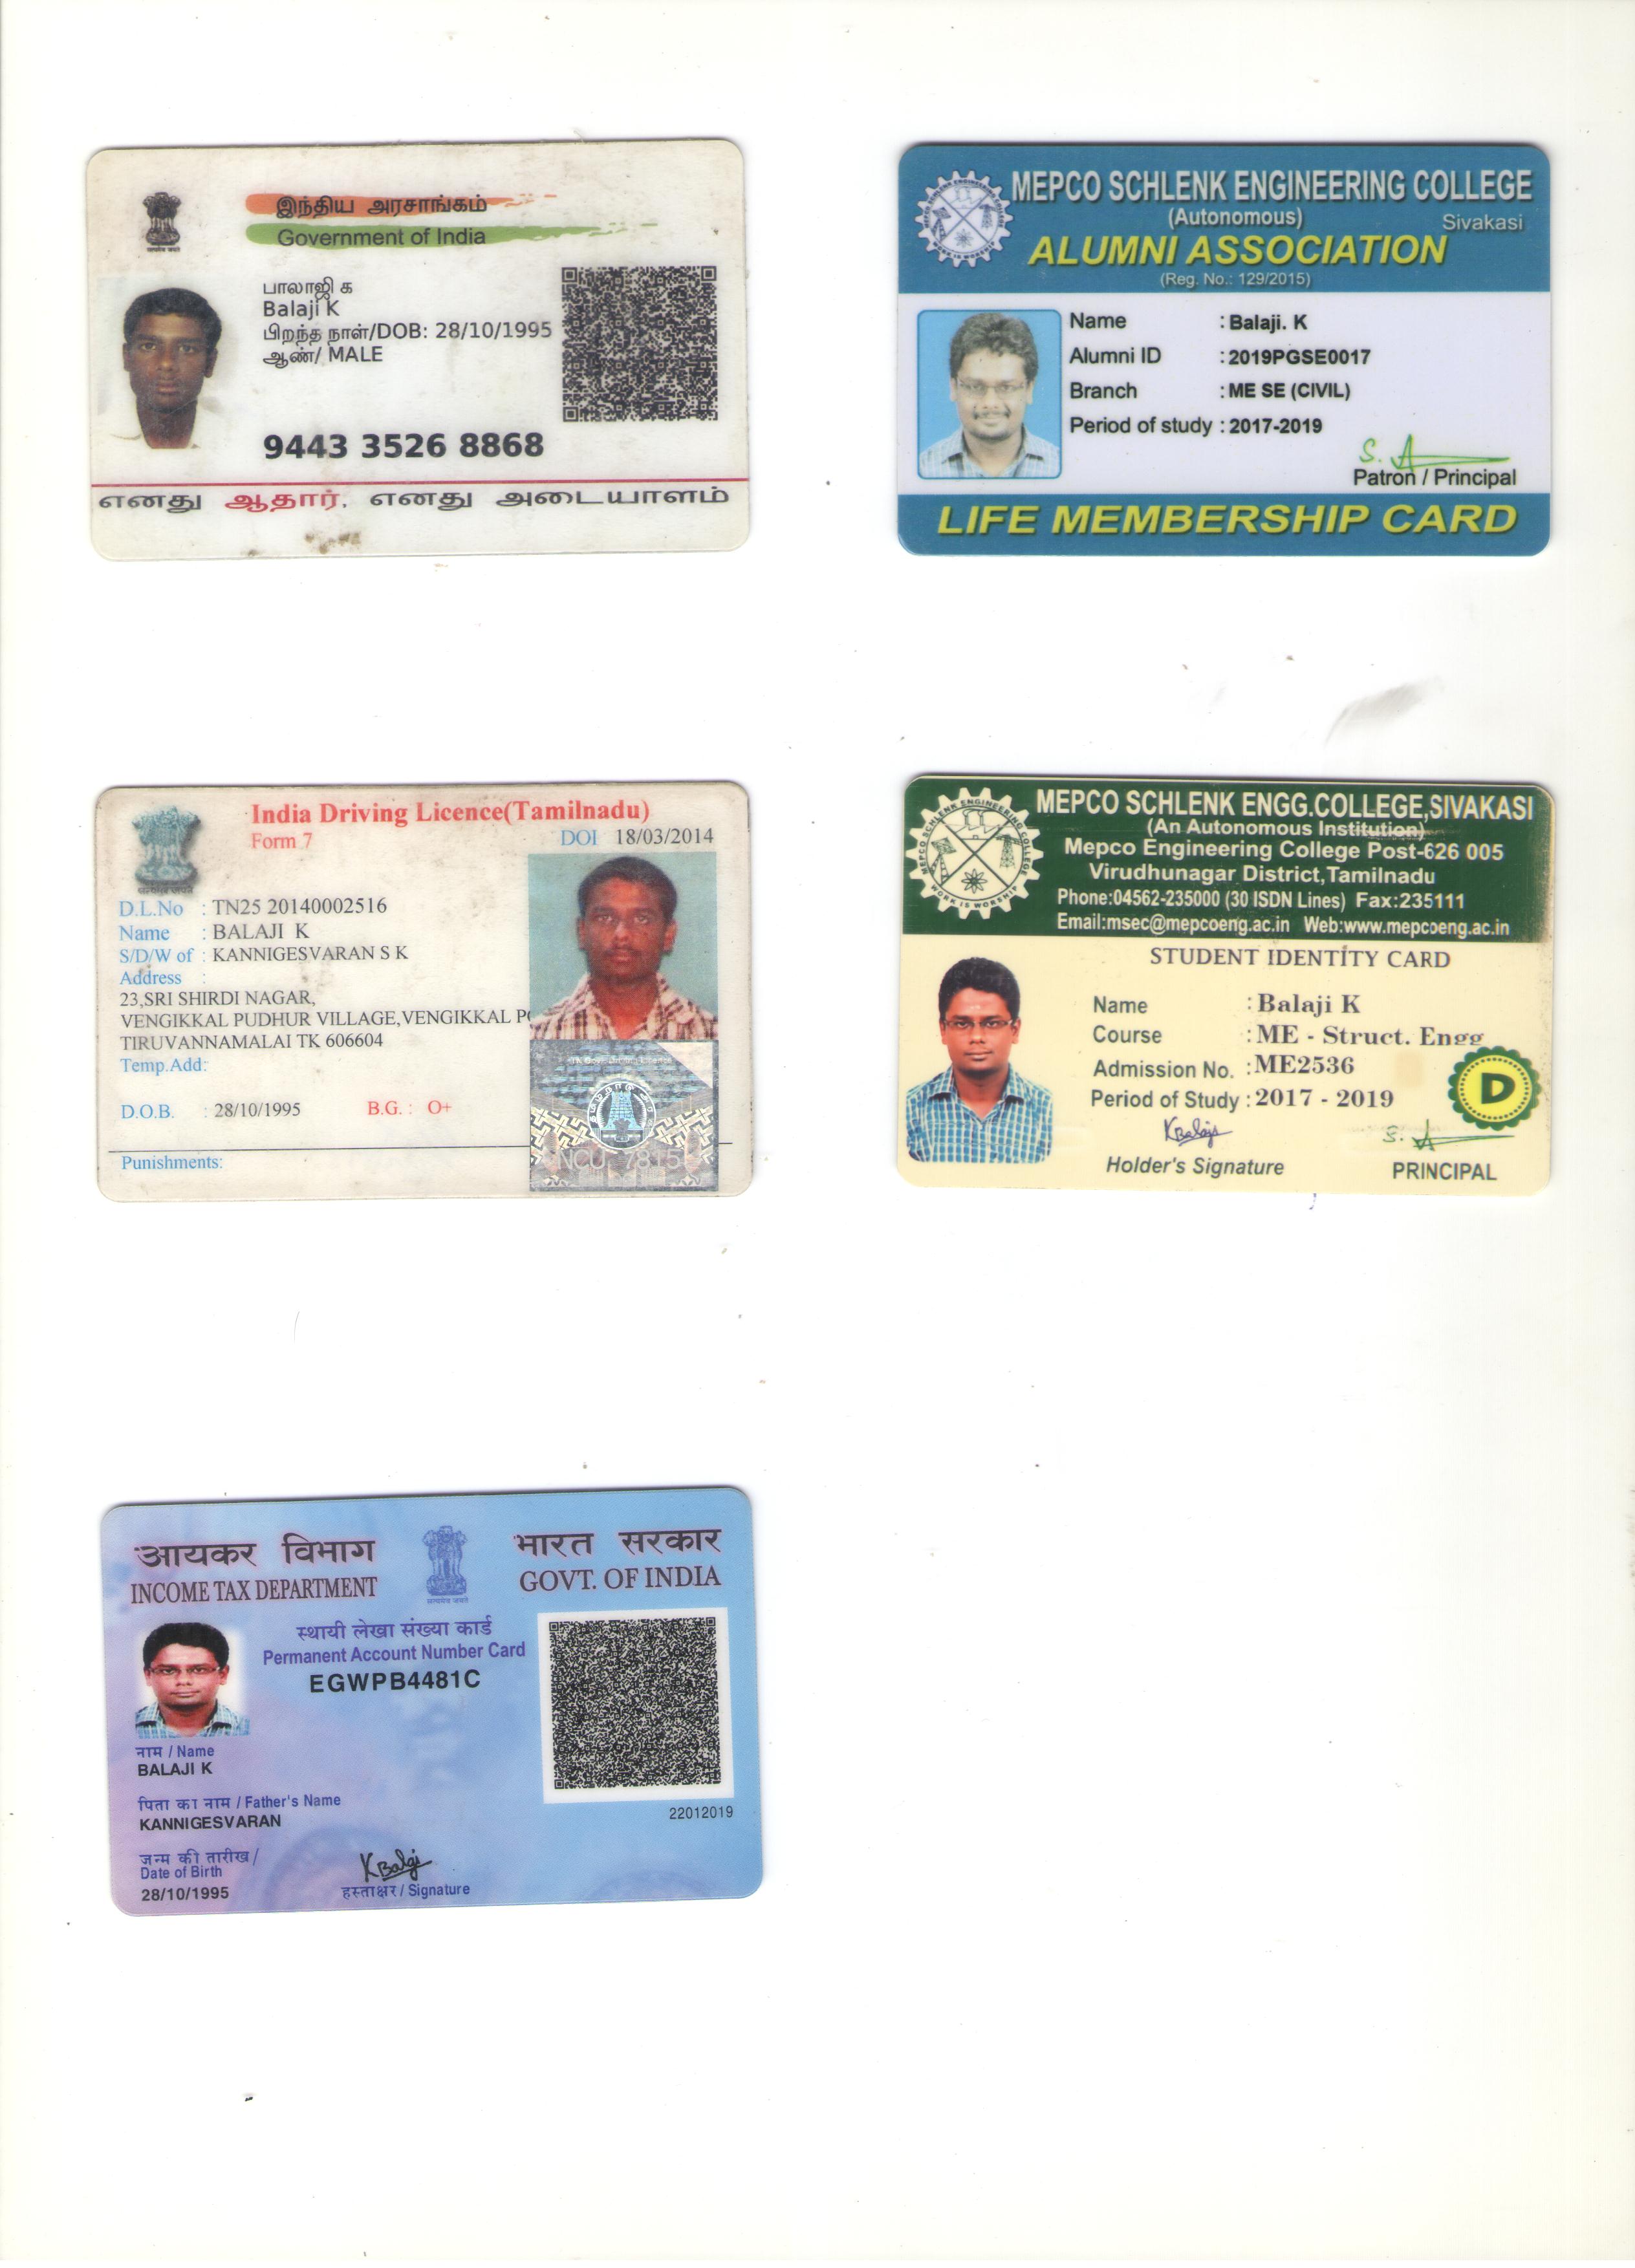 இந்திய அரசாங்கம்
Government of India
பாலாஜி க
Balaji K
பிறந்த நாள்/DOB: 28/10/1995
ஆண்/ MALE
9443 3526 8868
எனது ஆதார், எனது அடையாளம்
MEPCO SCHLENK ENGINEERING COLLEGE
(Autonomous)
Sivakasi
ALUMNI ASSOCIATION
(Reg. No.: 129/2015)
Name : Balaji. K
Alumni ID : 2019PGSE0017
Branch : ME SE (CIVIL)
Period of study : 2017-2019
Patron / Principal
LIFE MEMBERSHIP CARD
India Driving Licence(Tamilnadu)
Form 7
DOI 18/03/2014
D.L.No : TN25 20140002516
Name : BALAJI K
S/D/W of : KANNIGESVARAN S K
Address :
23,SRI SHIRDI NAGAR,
VENGIKKAL PUDHUR VILLAGE,VENGIKKAL
TIRUVANNAMALAI TK 606604
Temp.Add:
D.O.B. : 28/10/1995 B.G. : O+
Punishments:
MEPCO SCHLENK ENGG.COLLEGE,SIVAKASI
(An Autonomous Institution)
Mepco Engineering College Post-626 005
Virudhunagar District,Tamilnadu
Phone:04562-235000 (30 ISDN Lines) Fax:235111
Email:msec@mepcoeng.ac.in Web:www.mepcoeng.ac.in
STUDENT IDENTITY CARD
Name : Balaji K
Course : ME - Struct. Engg
Admission No. : ME2536
Period of Study : 2017 - 2019
D
KBalaji
Holder's Signature
PRINCIPAL
आयकर विभाग
INCOME TAX DEPARTMENT
भारत सरकार
GOVT. OF INDIA
स्थायी लेखा संख्या कार्ड
Permanent Account Number Card
EGWPB4481C
नाम / Name
BALAJI K
पिता का नाम / Father's Name
KANNIGESVARAN
जन्म की तारीख /
Date of Birth
28/10/1995
KBalaji
हस्ताक्षर / Signature
22012019